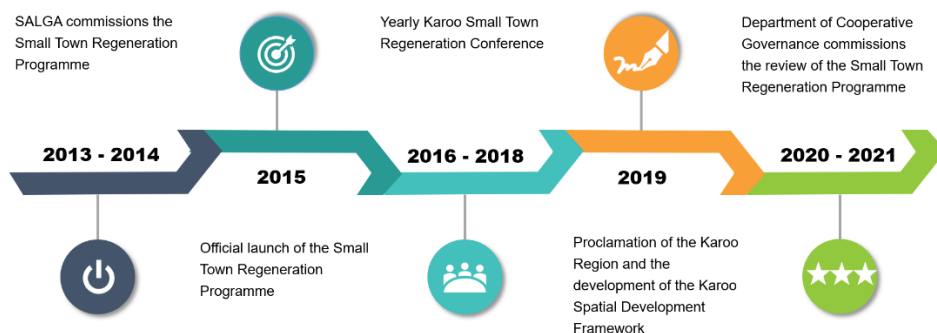 SALGA commissions the
Small Town Regeneration
Programme
2013 - 2014
2015
Official launch of the Small
Town Regeneration
Programme
Yearly Karoo Small Town
Regeneration Conference
2016 - 2018
2019
Proclamation of the Karoo
Region and the
development of the Karoo
Spatial Development
Framework
Department of Cooperative
Governance commissions
the review of the Small Town
Regeneration Programme
2020 - 2021